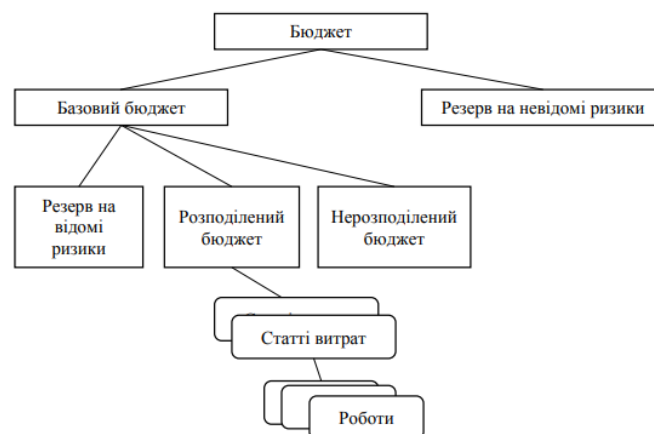 Бюджет
Базовий бюджет
Резерв на невідомі ризики
Резерв на
відомі
ризики
Розподілений
бюджет
Нерозподілений
бюджет
Статті витрат
Роботи